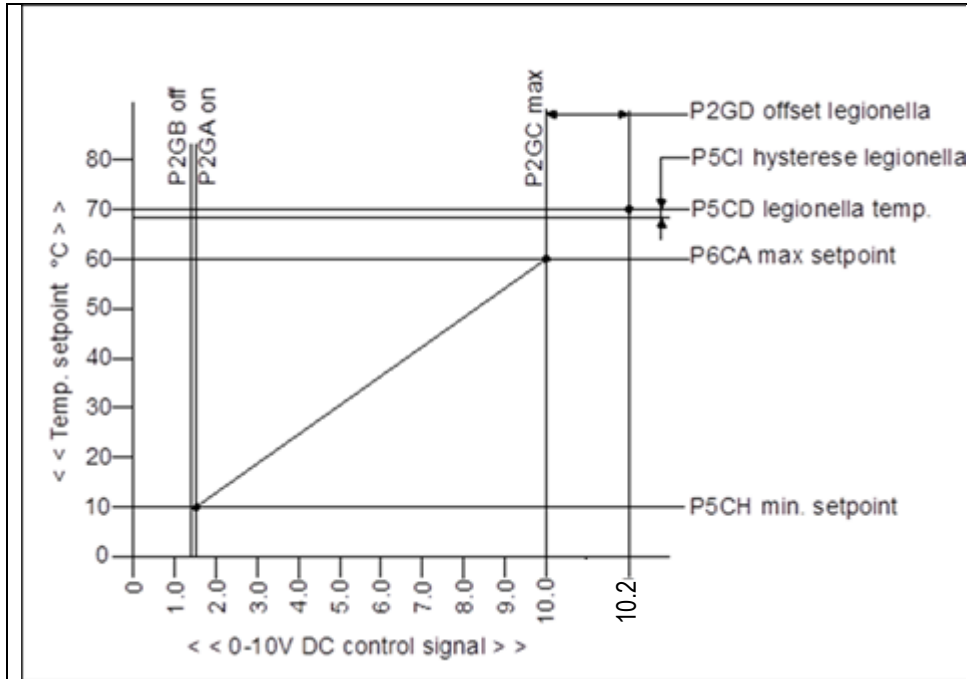 P2GB off
P2GA on
P2GC max
P2GD offset legionella
P5CI hysterese legionella
P5CD legionella temp.
P6CA max setpoint
P5CH min. setpoint
< < Temp. setpoint °C > >
80
70
60
50
40
30
20
10
0
0
1.0
2.0
3.0
4.0
5.0
6.0
7.0
8.0
9.0
10.0
10.2
< < 0-10V DC control signal > >